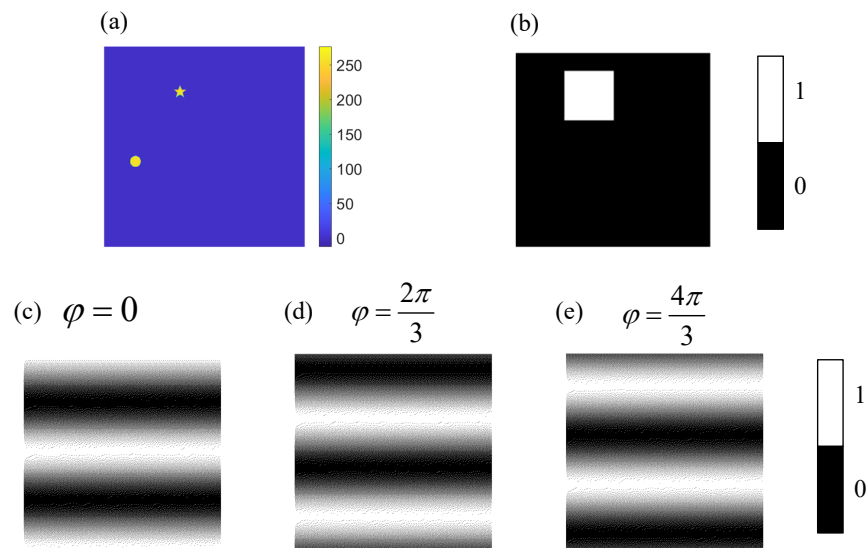 (a)
250
200
150
100
50
0
(b)
1
0
(c) φ = 0
(d) φ = 2π/3
(e) φ = 4π/3
1
0